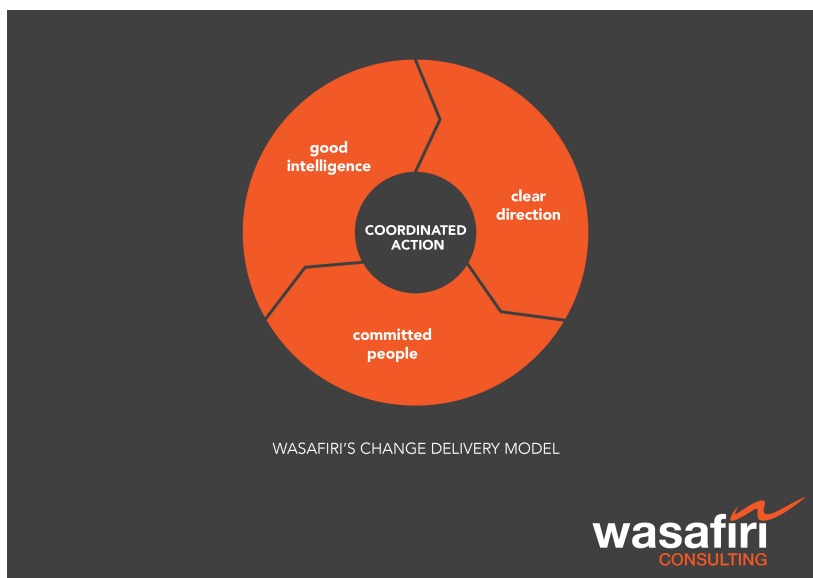 good
intelligence
clear
direction
COORDINATED
ACTION
committed
people
WASAFIRI'S CHANGE DELIVERY MODEL
wasafiri
CONSULTING